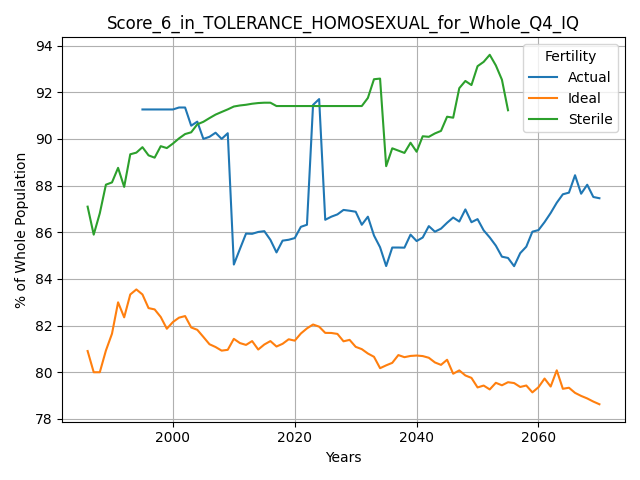 Score_6_in_TOLERANCE_HOMOSEXUAL_for_Whole_Q4_IQ
Fertility
Actual
Ideal
Sterile
% of Whole Population
94
92
90
88
86
84
82
80
78
2000 2020 2040 2060
Years